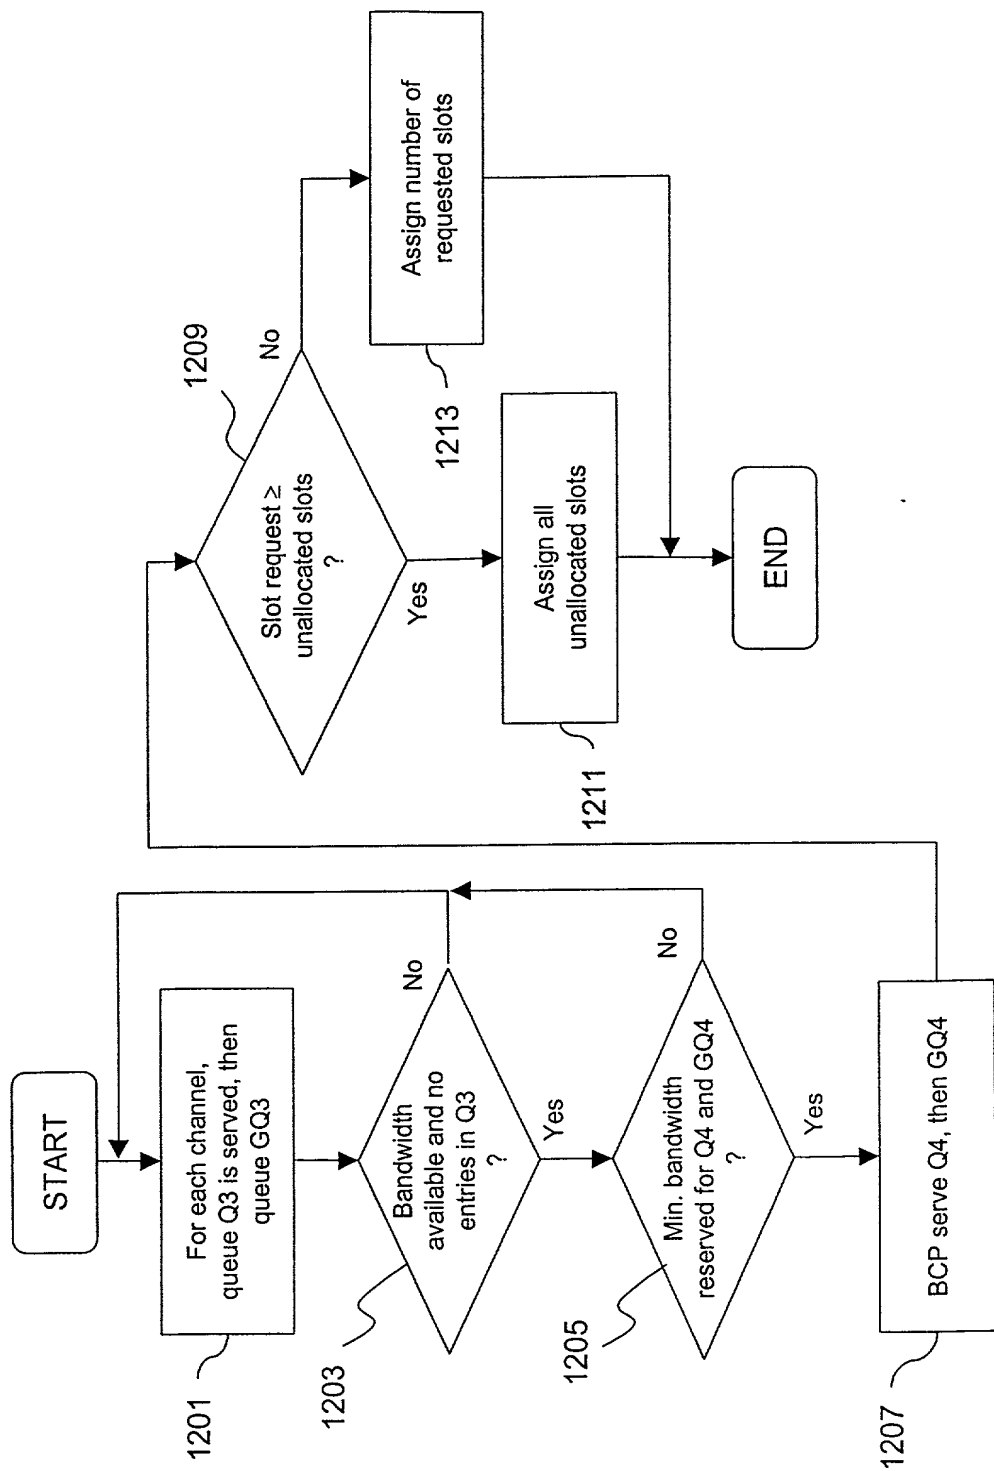 START
For each channel,
queue Q3 is served, then
queue GQ3
1201
Bandwidth
available and no
entries in Q3
?
1203
No
Yes
Min. bandwidth
reserved for Q4 and GQ4
?
1205
No
Yes
BCP serve Q4, then GQ4
1207
Slot request ≥
unallocated slots
?
1209
No
Yes
Assign all
unallocated slots
1211
Assign number of
requested slots
1213
END